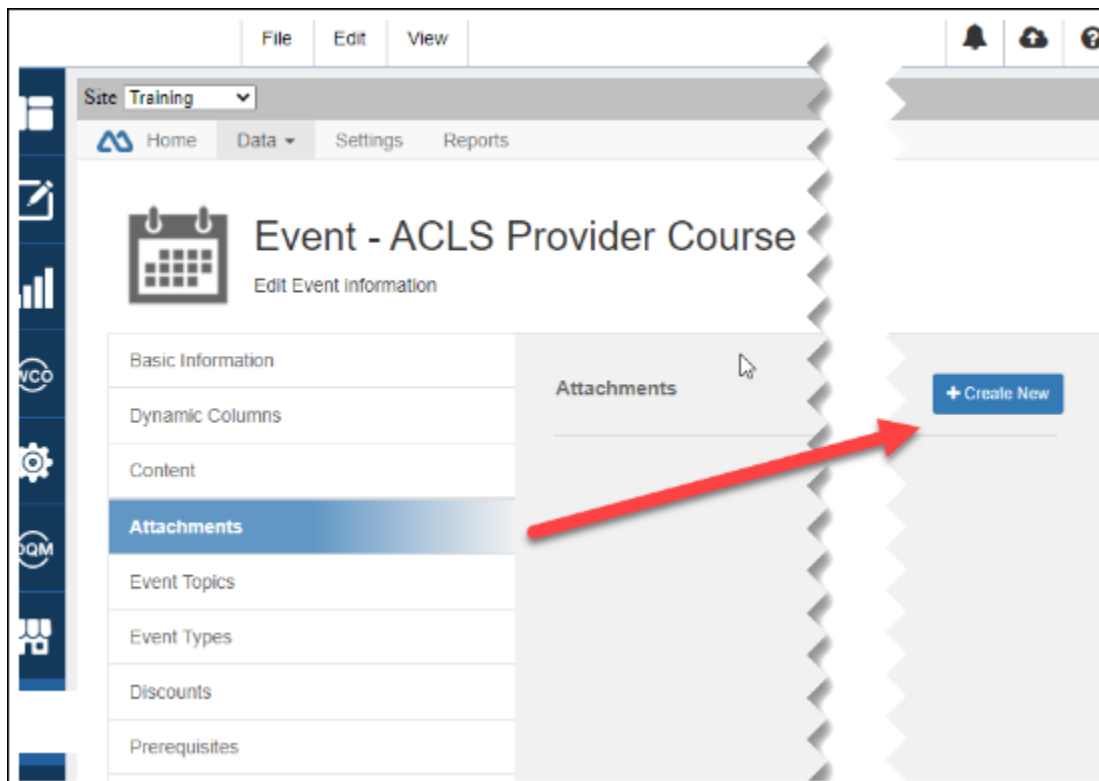 File Edit View
Site Training
Home Data Settings Reports
Event - ACLS Provider Course
Edit Event Information
Basic Information
Attachments
+ Create New
Dynamic Columns
Content
Attachments
Event Topics
Event Types
Discounts
Prerequisites